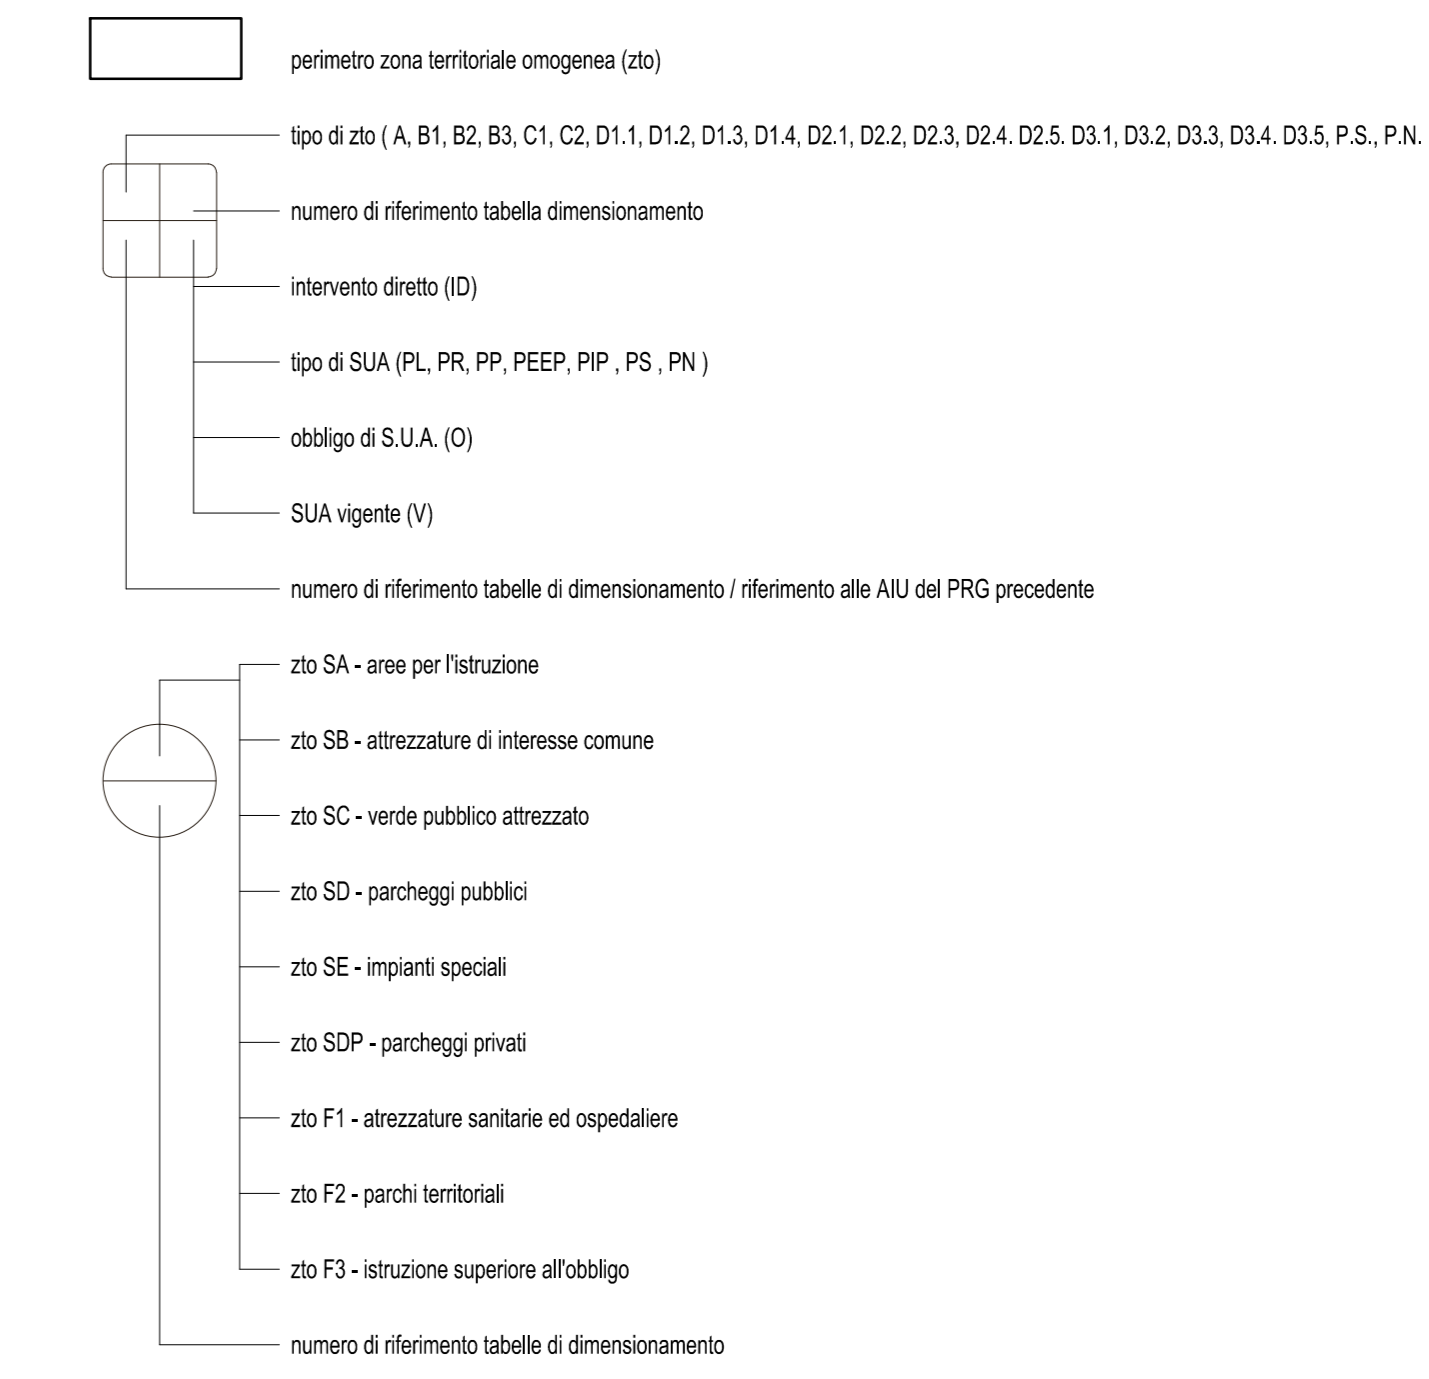 perimetro zona territoriale omogenea (zto)
tipo di zto ( A, B1, B2, B3, C1, C2, D1.1, D1.2, D1.3, D1.4, D2.1, D2.2, D2.3, D2.4. D2.5. D3.1, D3.2, D3.3, D3.4. D3.5, P.S., P.N.
numero di riferimento tabella dimensionamento
intervento diretto (ID)
tipo di SUA (PL, PR, PP, PEEP, PIP , PS , PN )
obbligo di S.U.A. (O)
SUA vigente (V)
numero di riferimento tabelle di dimensionamento / riferimento alle AIU del PRG precedente
zto SA - aree per l'istruzione
zto SB - attrezzature di interesse comune
zto SC - verde pubblico attrezzato
zto SD - parcheggi pubblici
zto SE - impianti speciali
zto SDP - parcheggi privati
zto F1 - atrezzature sanitarie ed ospedaliere
zto F2 - parchi territoriali
zto F3 - istruzione superiore all'obbligo
numero di riferimento tabelle di dimensionamento